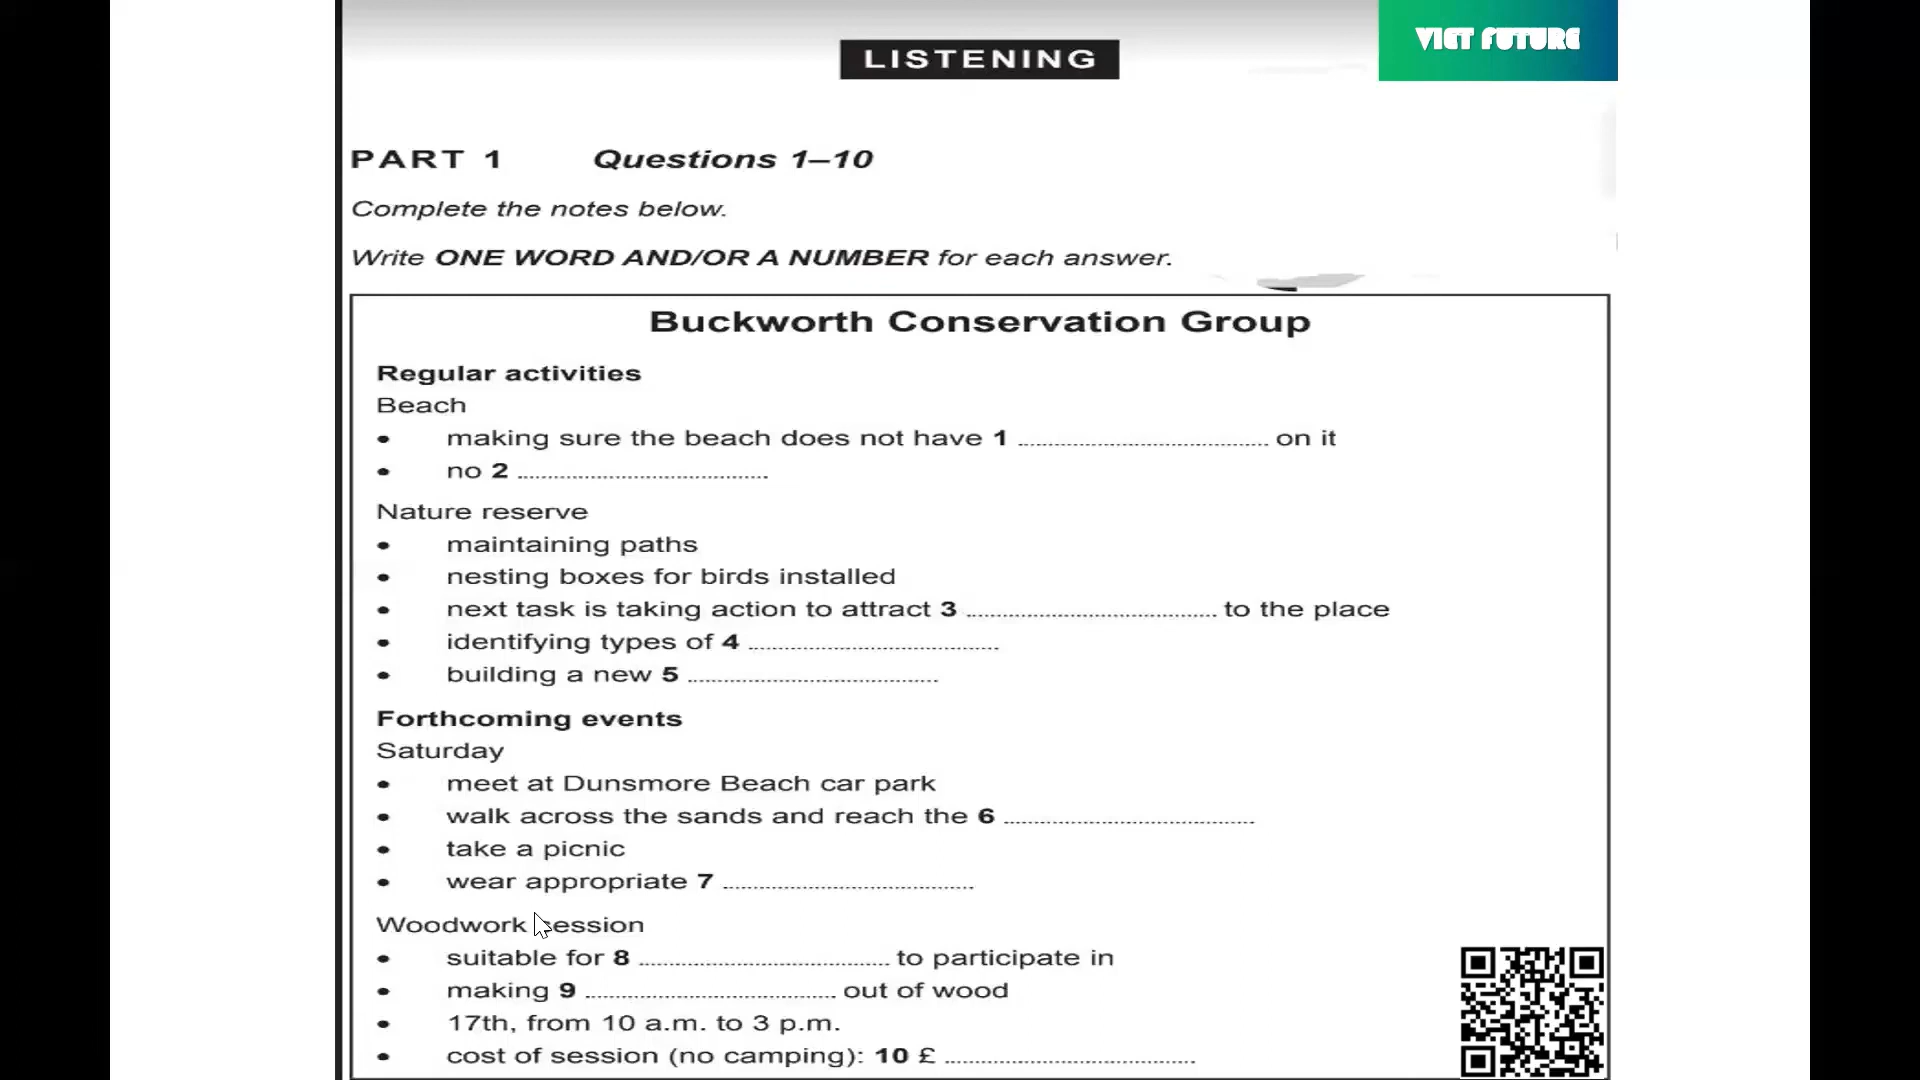 VIET FUTURE
LISTENING
PART 1 Questions 1–10
Complete the notes below.
Write ONE WORD AND/OR A NUMBER for each answer.
Buckworth Conservation Group
Regular activities
Beach
• making sure the beach does not have 1 .................... on it
• no 2 ....................
Nature reserve
• maintaining paths
• nesting boxes for birds installed
• next task is taking action to attract 3 .................... to the place
• identifying types of 4 ....................
• building a new 5 ....................
Forthcoming events
Saturday
• meet at Dunsmore Beach car park
• walk across the sands and reach the 6 ....................
• take a picnic
• wear appropriate 7 ....................
Woodwork session
• suitable for 8 .................... to participate in
• making 9 .................... out of wood
• 17th, from 10 a.m. to 3 p.m.
• cost of session (no camping): 10 £ ....................